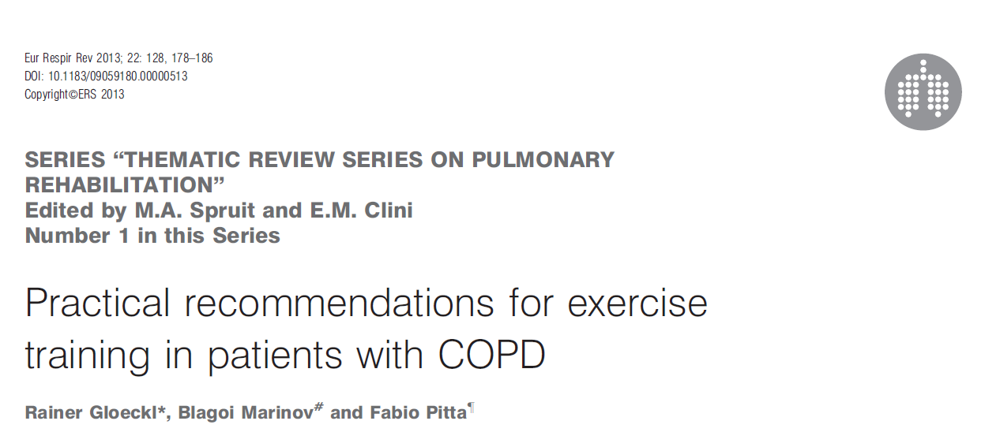 Eur Respir Rev 2013; 22: 128, 178–186
DOI: 10.1183/09059180.00000513
Copyright©ERS 2013
SERIES “THEMATIC REVIEW SERIES ON PULMONARY
REHABILITATION”
Edited by M.A. Spruit and E.M. Clini
Number 1 in this Series
Practical recommendations for exercise
training in patients with COPD
Rainer Gloeckl*, Blagoi Marinov# and Fabio Pitta¶